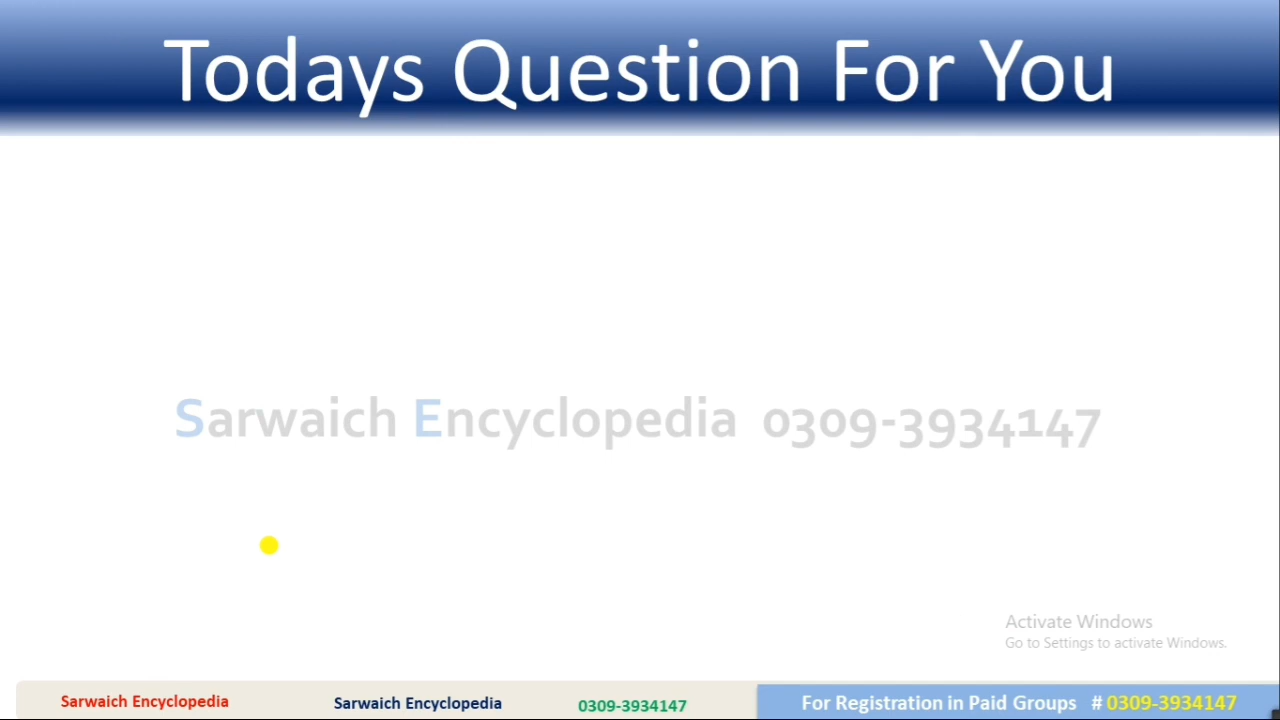 Todays Question For You
Sarwaich Encyclopedia 0309-3934147
Activate Windows
Go to Settings to activate Windows.
Sarwaich Encyclopedia Sarwaich Encyclopedia 0309-3934147 For Registration in Paid Groups # 0309-3934147